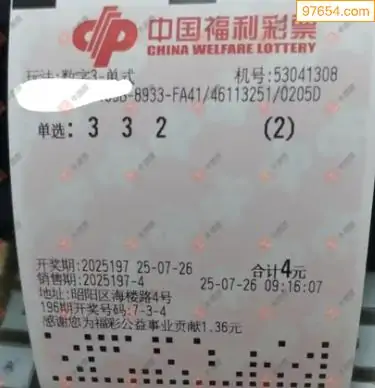 97654.com
中国福利彩票
CHINA WELFARE LOTTERY
玩法:数字3-单式 机号:53041308
-8933-FA41/46113251/0205D
单选: 3 3 2 (2)
开奖期:2025197 25-07-26 合计4元
销售期:2025197-4 25-07-26 09:16:07
地址:昭阳区海楼路4号
196期开奖号码:7-3-4
感谢您为福彩公益事业贡献1.36元